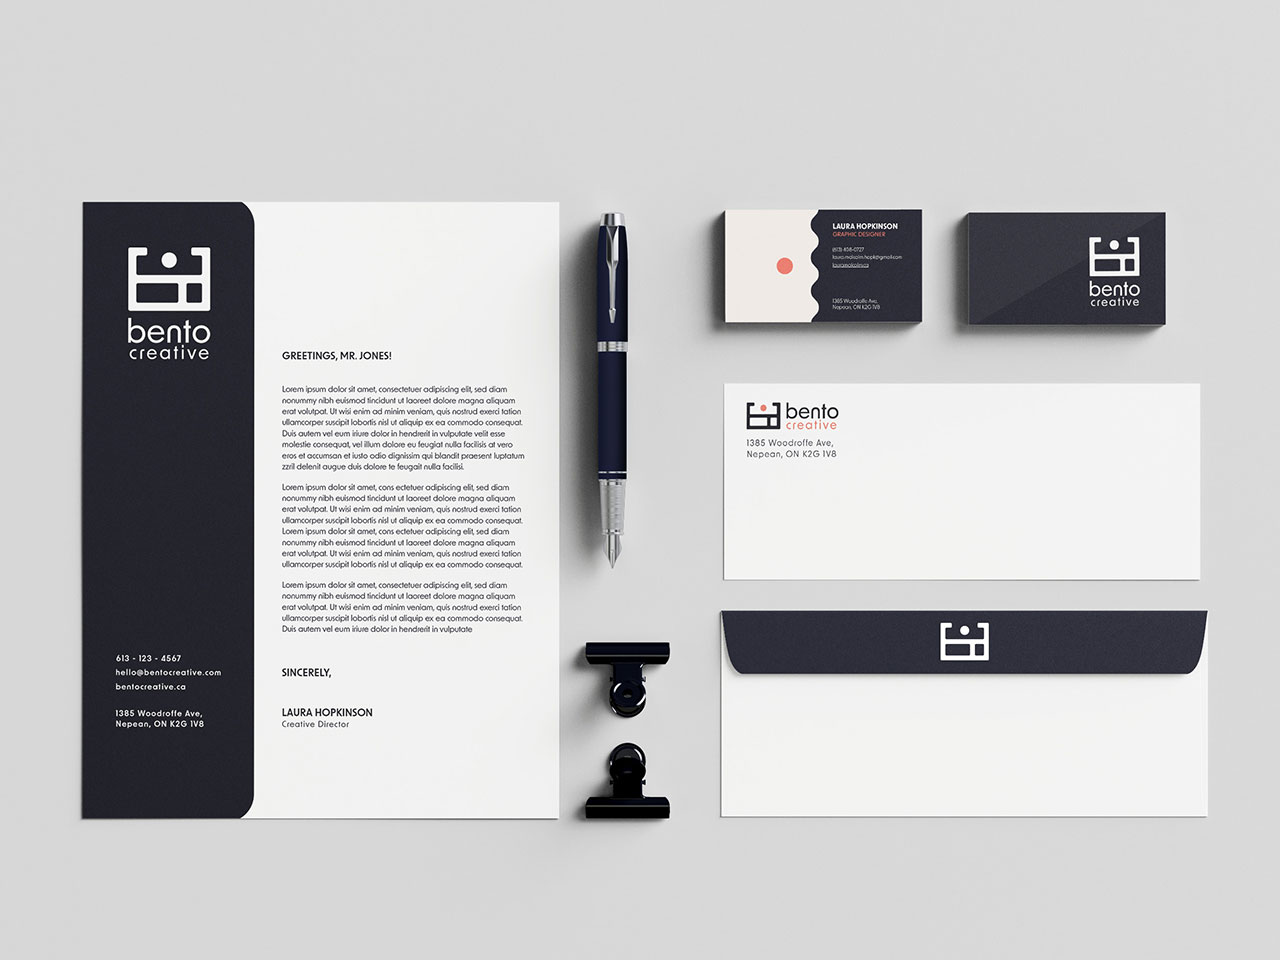 bento
creative
613 - 123 - 4567
hello@bentocreative.com
bentocreative.ca
1385 Woodroffe Ave,
Nepean, ON K2G 1V8
GREETINGS, MR. JONES!
Lorem ipsum dolor sit amet, consectetuer adipiscing elit, sed diam
nonummy nibh euismod tincidunt ut laoreet dolore magna aliquam
erat volutpat. Ut wisi enim ad minim veniam, quis nostrud exerci tation
ullamcorper suscipit lobortis nisl ut aliquip ex ea commodo consequat.
Duis autem vel eum iriure dolor in hendrerit in vulputate velit esse
molestie consequat, vel illum dolore eu feugiat nulla facilisis at vero
eros et accumsan et iusto odio dignissim qui blandit praesent luptatum
zzril delenit augue duis dolore te feugait nulla facilisi.
Lorem ipsum dolor sit amet, cons ectetuer adipiscing elit, sed diam
nonummy nibh euismod tincidunt ut laoreet dolore magna aliquam
erat volutpat. Ut wisi enim ad minim veniam, quis nostrud exerci tation
ullamcorper suscipit lobortis nisl ut aliquip ex ea commodo consequat.
Lorem ipsum dolor sit amet, cons ectetuer adipiscing elit, sed diam
nonummy nibh euismod tincidunt ut laoreet dolore magna aliquam
erat volutpat. Ut wisi enim ad minim veniam, quis nostrud exerci tation
ullamcorper suscipit lobortis nisl ut aliquip ex ea commodo consequat.
Lorem ipsum dolor sit amet, consectetuer adipiscing elit, sed diam
nonummy nibh euismod tincidunt ut laoreet dolore magna aliquam
erat volutpat. Ut wisi enim ad minim veniam, quis nostrud exerci tation
ullamcorper suscipit lobortis nisl ut aliquip ex ea commodo consequat.
Duis autem vel eum iriure dolor in hendrerit in vulputate
SINCERELY,
LAURA HOPKINSON
Creative Director
LAURA HOPKINSON
GRAPHIC DESIGNER
laura.malcolm.hopk@gmail.com
lauramalcolm.ca
1385 Woodroffe Ave,
Nepean, ON K2G 1V8
bento
creative
bento
creative
1385 Woodroffe Ave,
Nepean, ON K2G 1V8